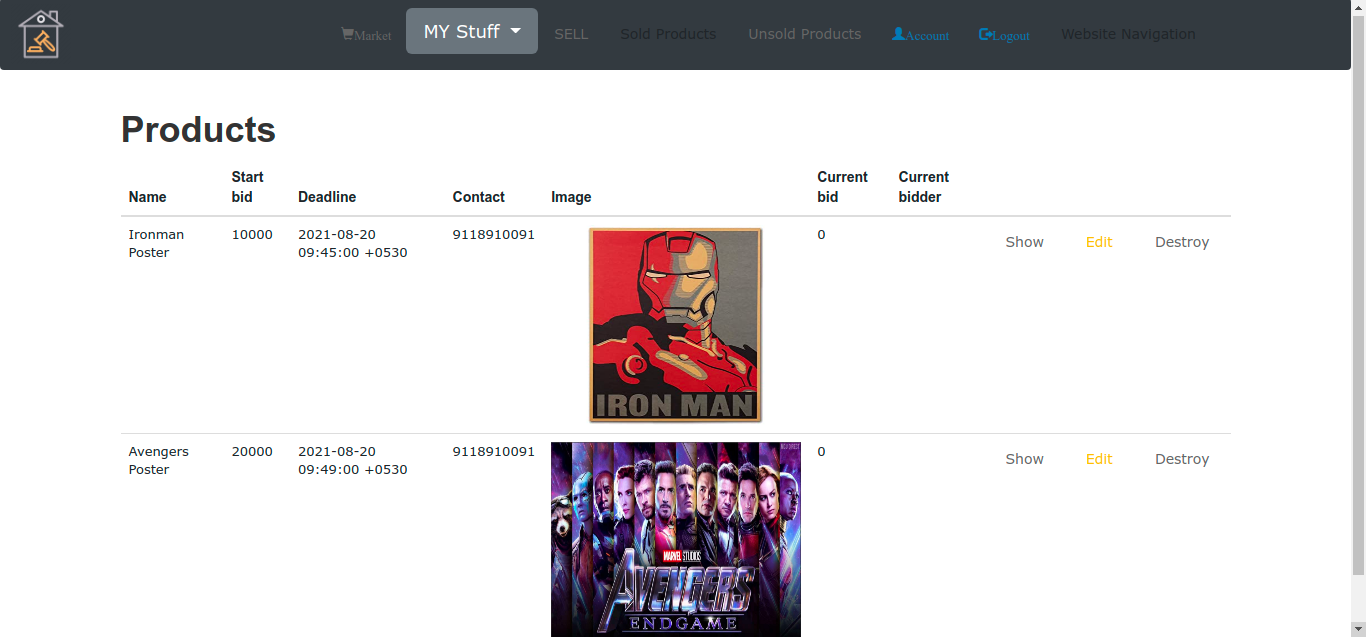 Market MY Stuff SELL Sold Products Unsold Products Account Logout Website Navigation
Products
Name Start bid Deadline Contact Image Current bid Current bidder
Ironman Poster 10000 2021-08-20 09:45:00 +0530 9118910091 0 Show Edit Destroy
IRON MAN
Avengers Poster 20000 2021-08-20 09:49:00 +0530 9118910091 0 Show Edit Destroy
MARVEL STUDIOS
AVENGERS
ENDGAME